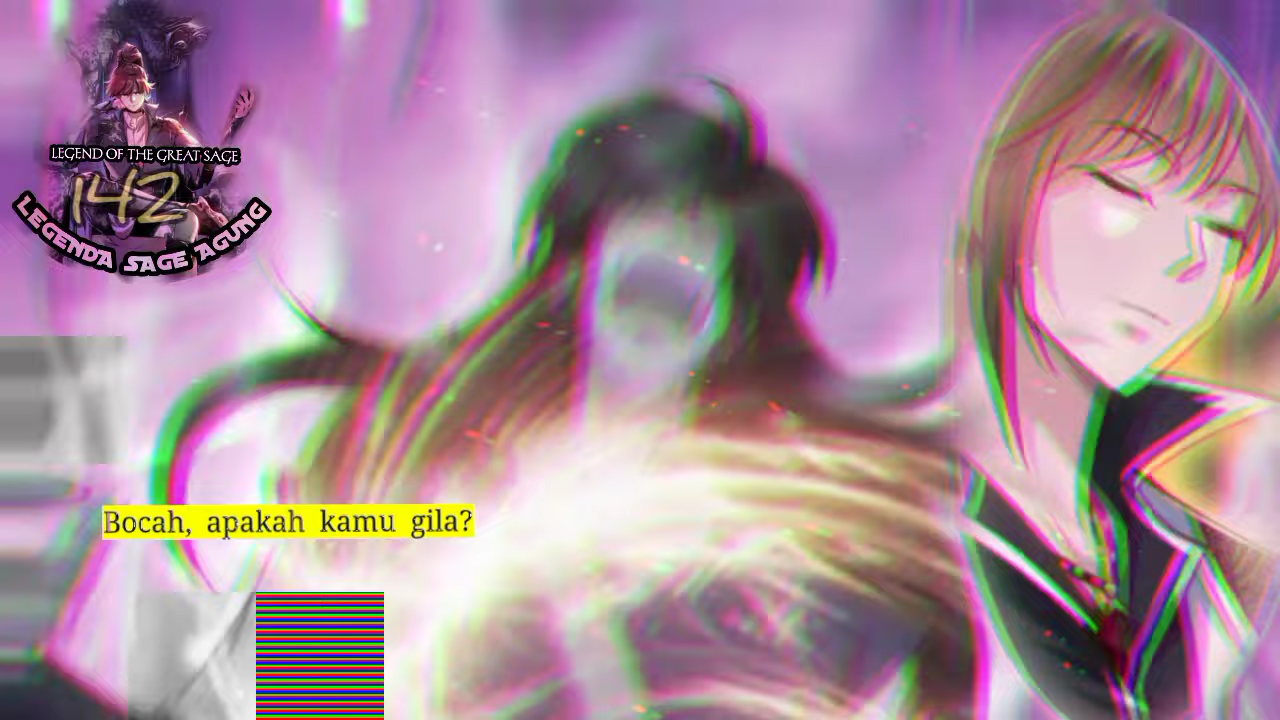 LEGEND OF THE GREAT SAGE
142
LEGENDA SAGE AGUNG
Bocah, apakah kamu gila?